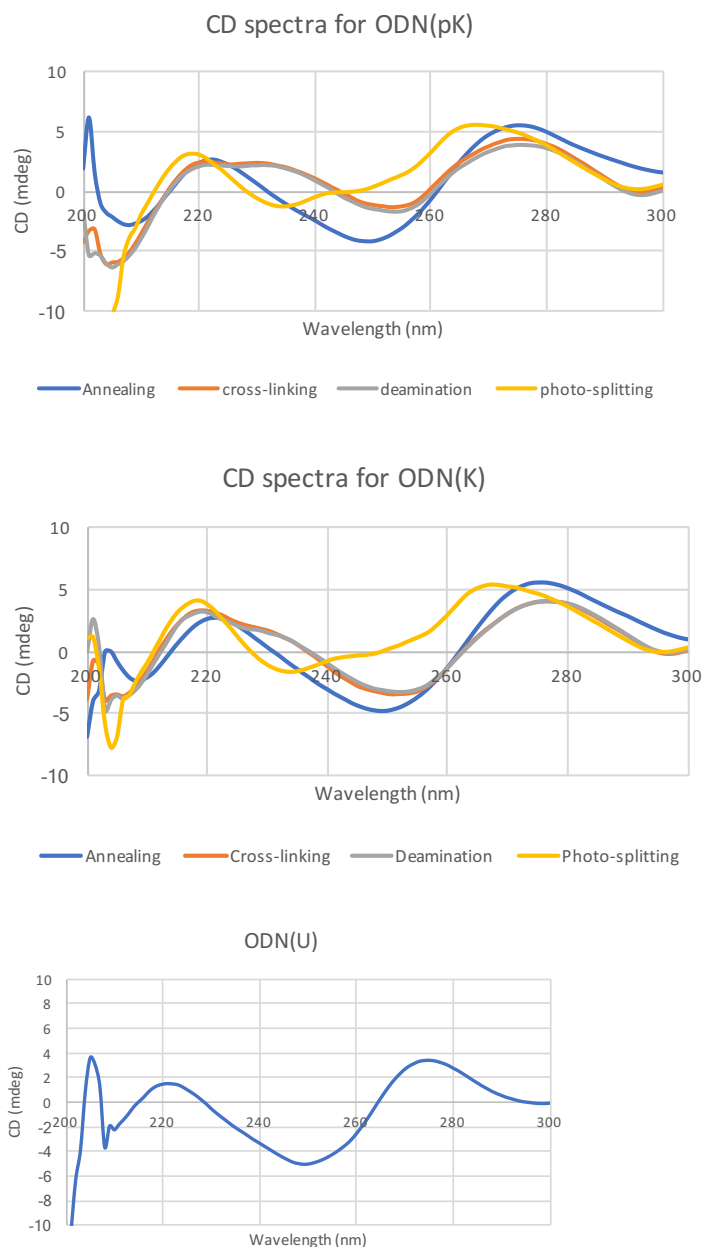 CD spectra for ODN(pK)
10
5
0
-5
-10
200 220 240 260 280 300
CD (mdeg)
Wavelength (nm)
Annealing cross-linking deamination photo-splitting
CD spectra for ODN(K)
10
5
0
-5
-10
200 220 240 260 280 300
CD (mdeg)
Wavelength (nm)
Annealing Cross-linking Deamination Photo-splitting
ODN(U)
10
8
6
4
2
0
-2
-4
-6
-8
-10
200 220 240 260 280 300
CD (mdeg)
Wavelength (nm)